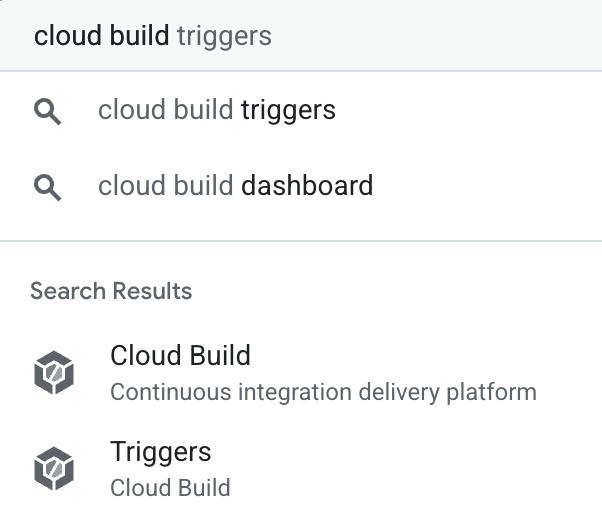 cloud build triggers
cloud build triggers
cloud build dashboard
Search Results
Cloud Build
Continuous integration delivery platform
Triggers
Cloud Build